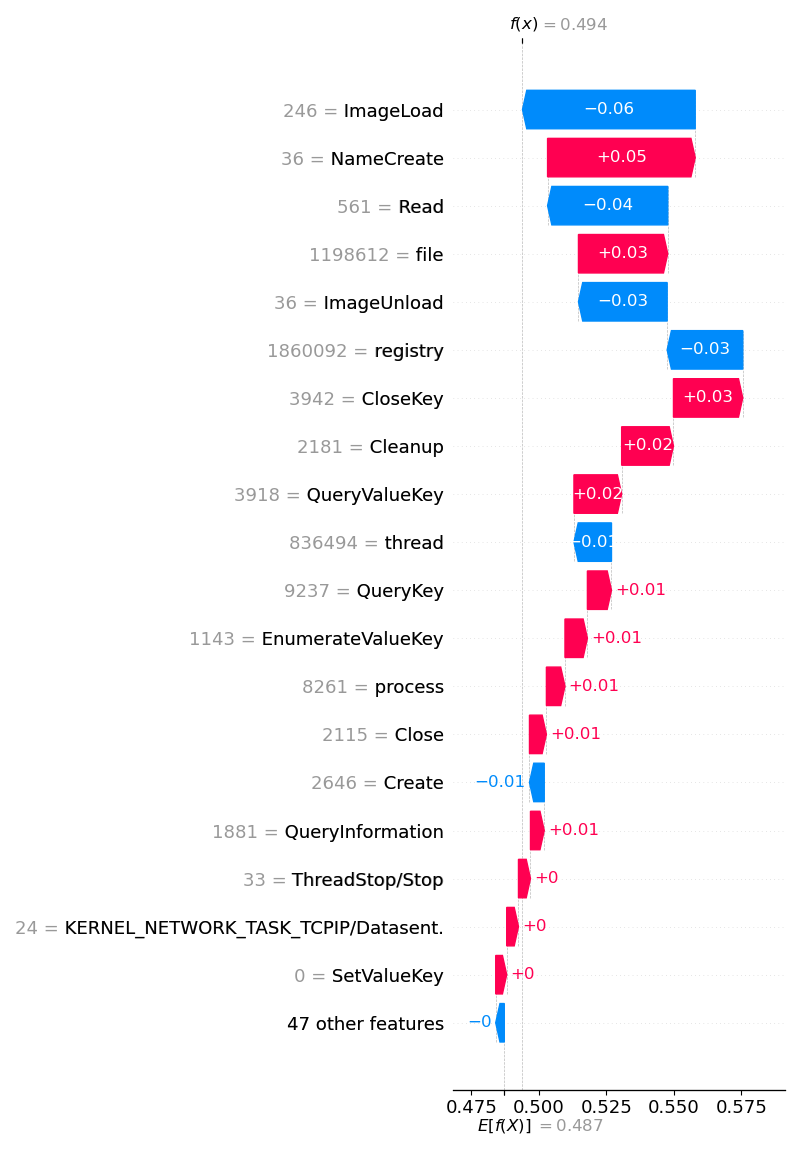 f(x) = 0.494
246 = ImageLoad −0.06
36 = NameCreate +0.05
561 = Read −0.04
1198612 = file +0.03
36 = ImageUnload −0.03
1860092 = registry −0.03
3942 = CloseKey +0.03
2181 = Cleanup +0.02
3918 = QueryValueKey +0.02
836494 = thread −0.01
9237 = QueryKey +0.01
1143 = EnumerateValueKey +0.01
8261 = process +0.01
2115 = Close +0.01
2646 = Create −0.01
1881 = QueryInformation +0.01
33 = ThreadStop/Stop +0
24 = KERNEL_NETWORK_TASK_TCPIP/Datasent. +0
0 = SetValueKey +0
47 other features −0
0.475 0.500 0.525 0.550 0.575
E[f(X)] = 0.487